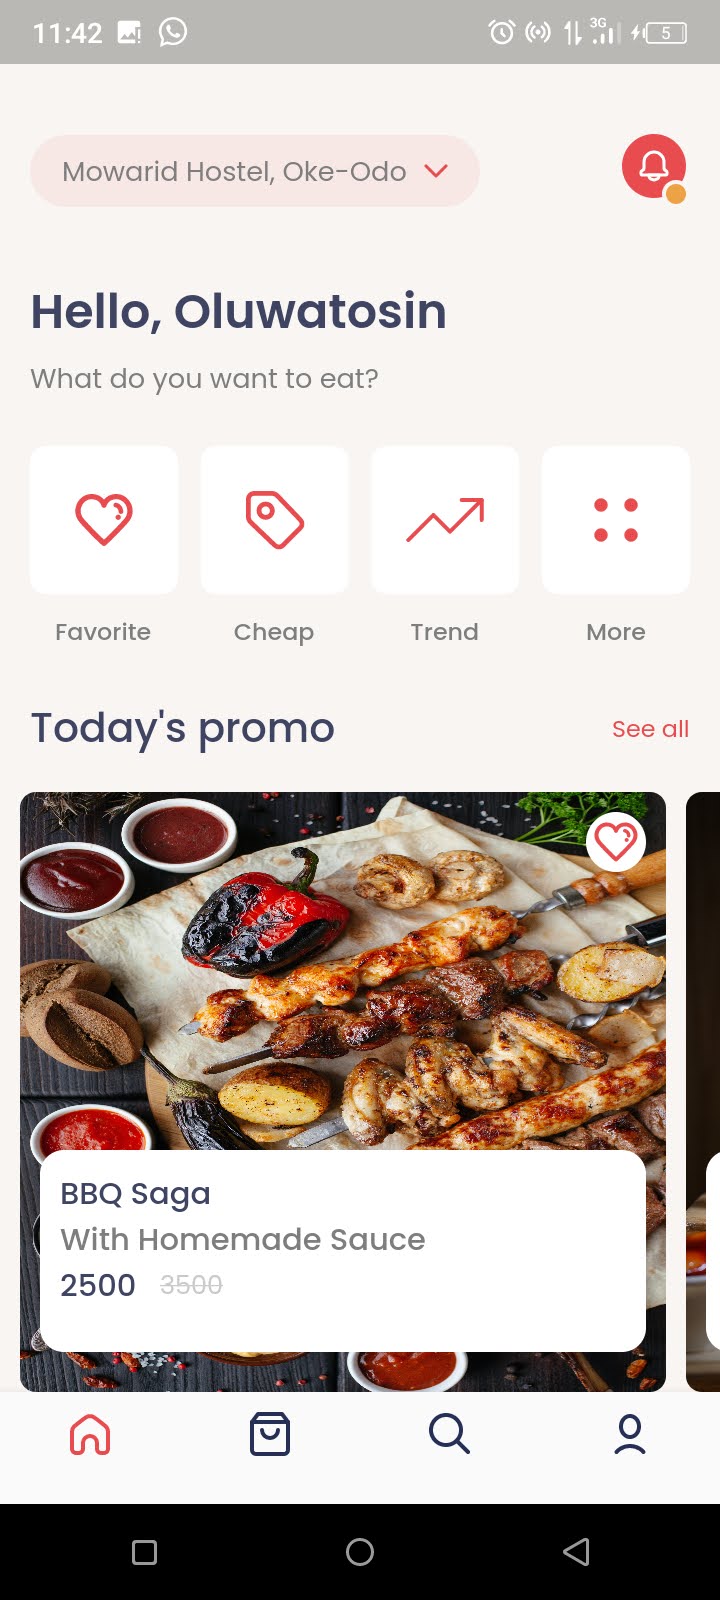 11:42
3G
5
Mowarid Hostel, Oke-Odo
Hello, Oluwatosin
What do you want to eat?
Favorite
Cheap
Trend
More
Today's promo
See all
BBQ Saga
With Homemade Sauce
2500 3500